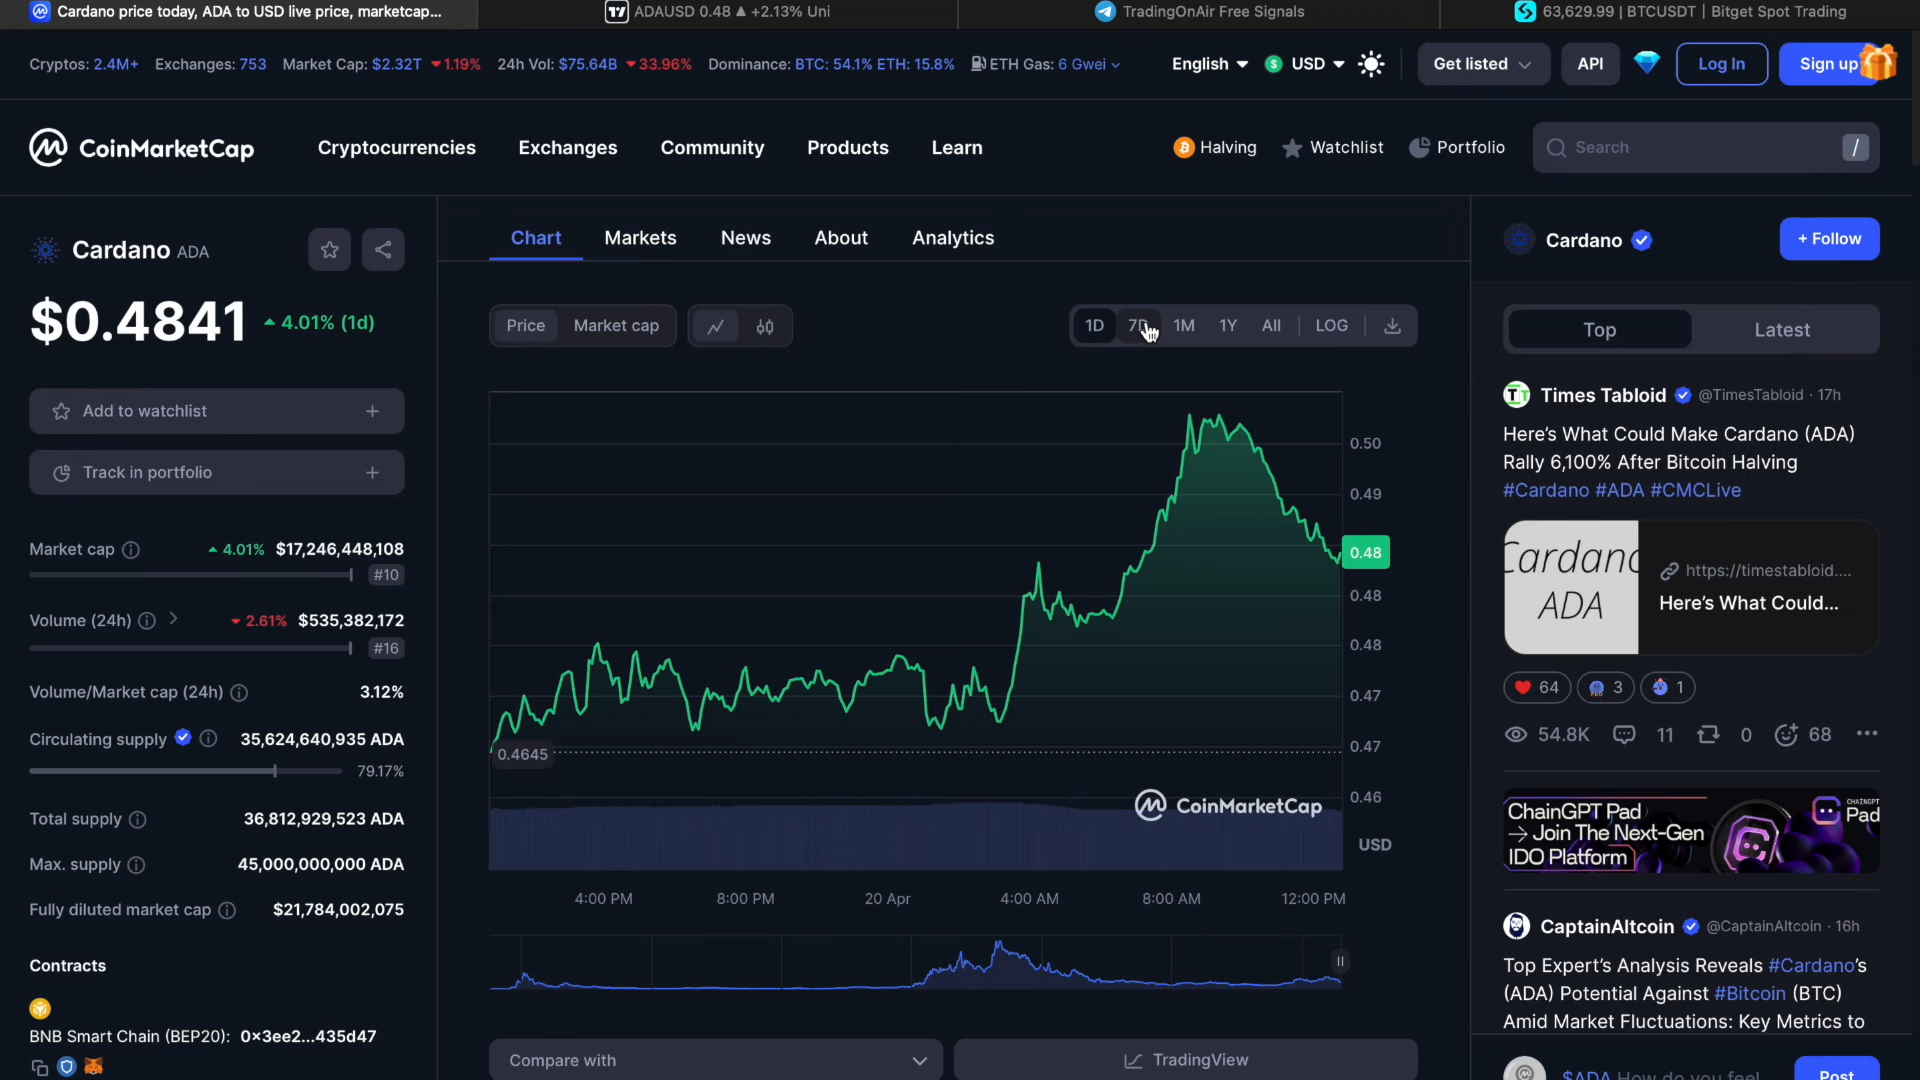 Cardano price today, ADA to USD live price, marketcap...
ADAUSD 0.48 ▲ +2.13% Uni
TradingOnAir Free Signals
63,629.99 | BTCUSDT | Bitget Spot Trading
Cryptos: 2.4M+ Exchanges: 753 Market Cap: $2.32T ▼1.19% 24h Vol: $75.64B ▼33.96% Dominance: BTC: 54.1% ETH: 15.8% ETH Gas: 6 Gwei
English USD Get listed API Log In Sign up
CoinMarketCap Cryptocurrencies Exchanges Community Products Learn Halving Watchlist Portfolio Search /
Cardano ADA
$0.4841 ▲ 4.01% (1d)
Add to watchlist +
Track in portfolio +
Market cap ▲ 4.01% $17,246,448,108
#10
Volume (24h) ▼ 2.61% $535,382,172
#16
Volume/Market cap (24h) 3.12%
Circulating supply 35,624,640,935 ADA
79.17%
Total supply 36,812,929,523 ADA
Max. supply 45,000,000,000 ADA
Fully diluted market cap $21,784,002,075
Contracts
BNB Smart Chain (BEP20): 0x3ee2...435d47
Chart Markets News About Analytics
Price Market cap 1D 7D 1M 1Y All LOG
0.50
0.49
0.48
0.48
0.48
0.47
0.47
0.4645
0.46
CoinMarketCap
USD
4:00 PM 8:00 PM 20 Apr 4:00 AM 8:00 AM 12:00 PM
Compare with TradingView
Cardano + Follow
Top Latest
Times Tabloid @TimesTabloid · 17h
Here's What Could Make Cardano (ADA)
Rally 6,100% After Bitcoin Halving
#Cardano #ADA #CMCLive
Cardano
ADA
https://timestabloid....
Here's What Could...
64 3 1
54.8K 11 0 68
ChainGPT Pad
→ Join The Next-Gen
IDO Platform
CHAINGPT
Pad
CaptainAltcoin @CaptainAltcoin · 16h
Top Expert's Analysis Reveals #Cardano's
(ADA) Potential Against #Bitcoin (BTC)
Amid Market Fluctuations: Key Metrics to
$ADA How do you feel
Post